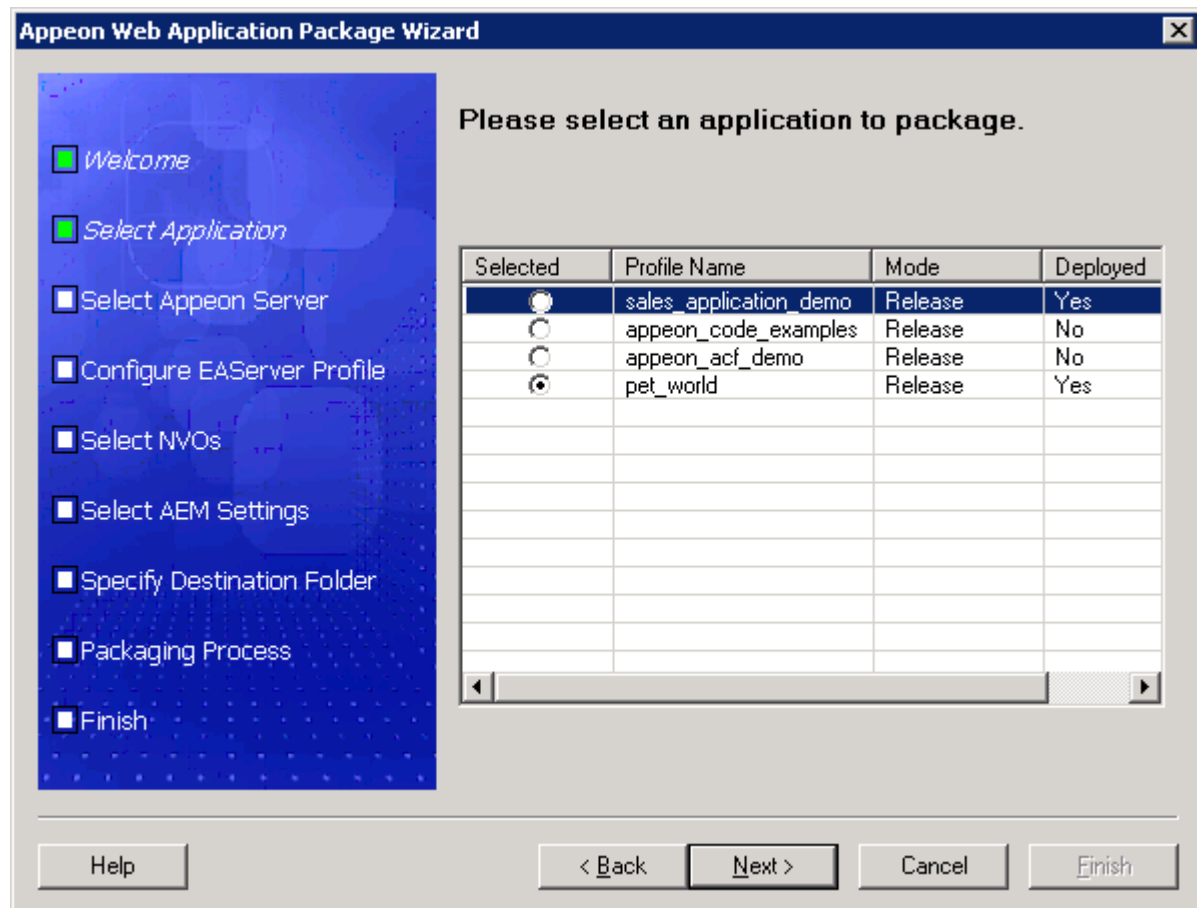 Appeon Web Application Package Wizard
Welcome
Select Application
Select Appeon Server
Configure EAServer Profile
Select NVOs
Select AEM Settings
Specify Destination Folder
Packaging Process
Finish
Please select an application to package.
Selected Profile Name Mode Deployed
sales_application_demo Release Yes
appeon_code_examples Release No
appeon_acf_demo Release No
pet_world Release Yes
Help < Back Next > Cancel Finish